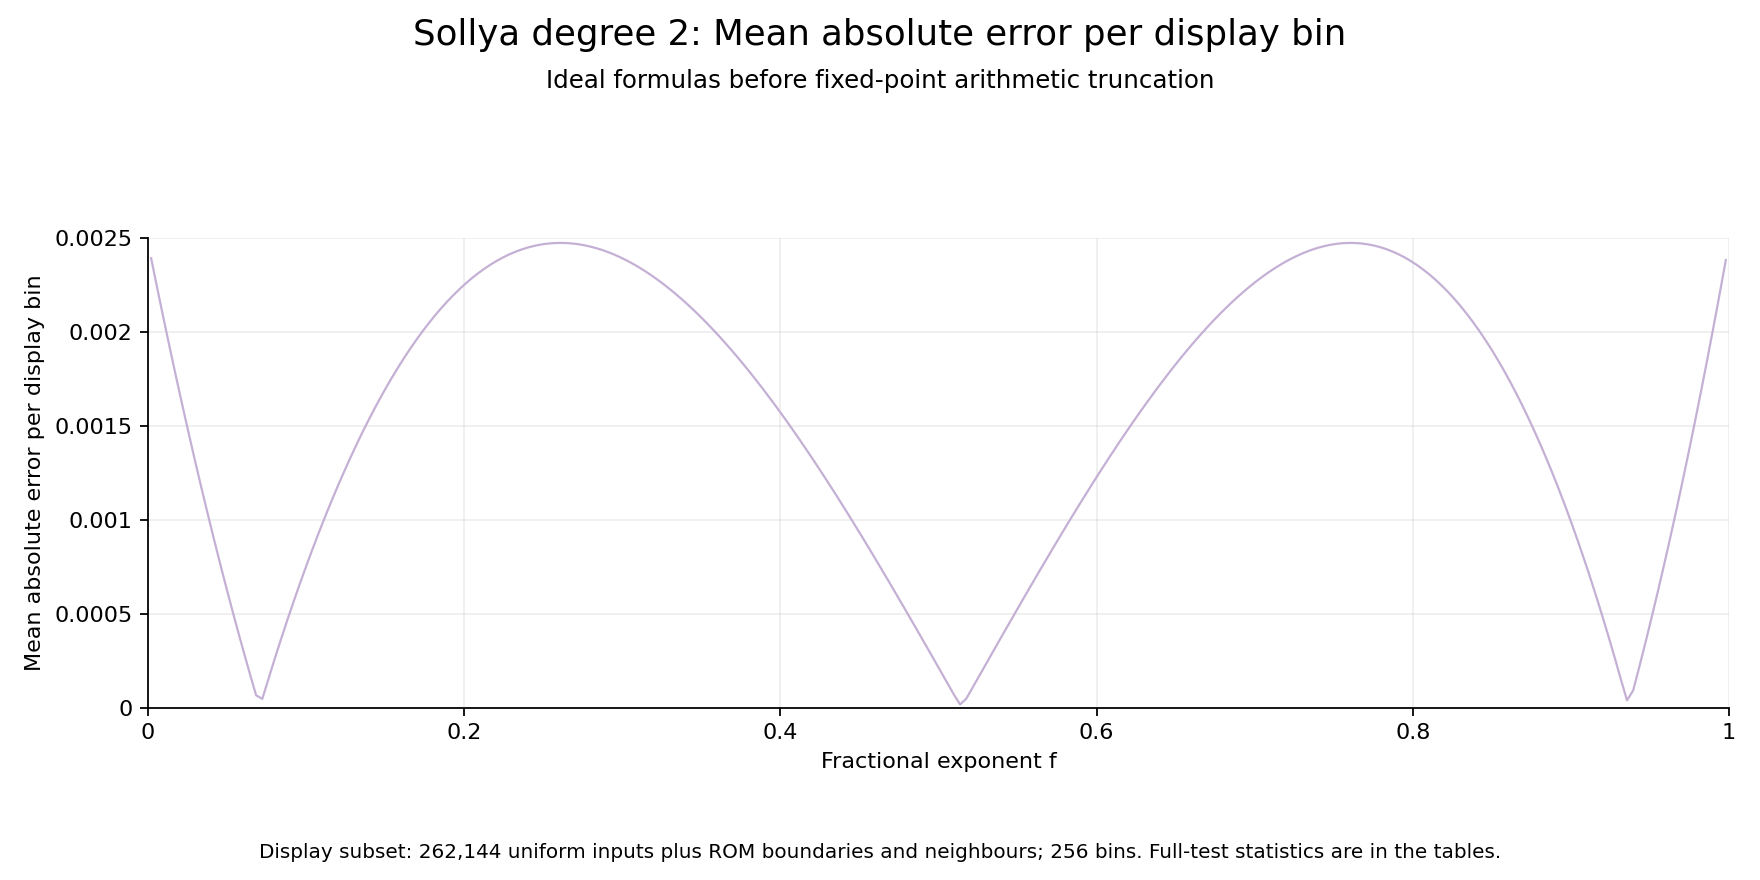 Sollya degree 2: Mean absolute error per display bin
Ideal formulas before fixed-point arithmetic truncation
Mean absolute error per display bin
0.0025
0.002
0.0015
0.001
0.0005
0
0 0.2 0.4 0.6 0.8 1
Fractional exponent f
Display subset: 262,144 uniform inputs plus ROM boundaries and neighbours; 256 bins. Full-test statistics are in the tables.